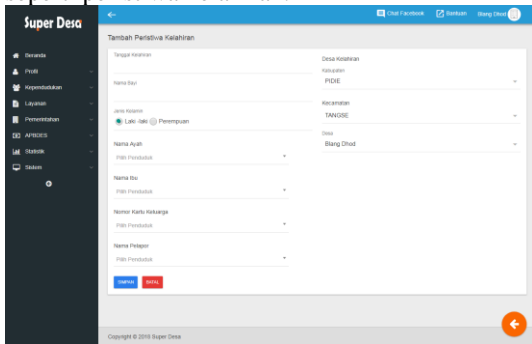 Super Desa
Chat Facebook
Bantuan
Blang Dhod
Tambah Peristiwa Kelahiran
Beranda
Profil
Kependudukan
Layanan
Pemerintahan
APBDES
Statistik
Sistem
Tanggal Kelahiran
Nama Bayi
Jenis Kelamin
Laki -laki Perempuan
Nama Ayah
Pilih Penduduk
Nama Ibu
Pilih Penduduk
Nomor Kartu Keluarga
Pilih Penduduk
Nama Pelapor
Pilih Penduduk
SIMPAN BATAL
Desa Kelahiran
Kabupaten
PIDIE
Kecamatan
TANGSE
Desa
Blang Dhod
Copyright © 2016 Super Desa